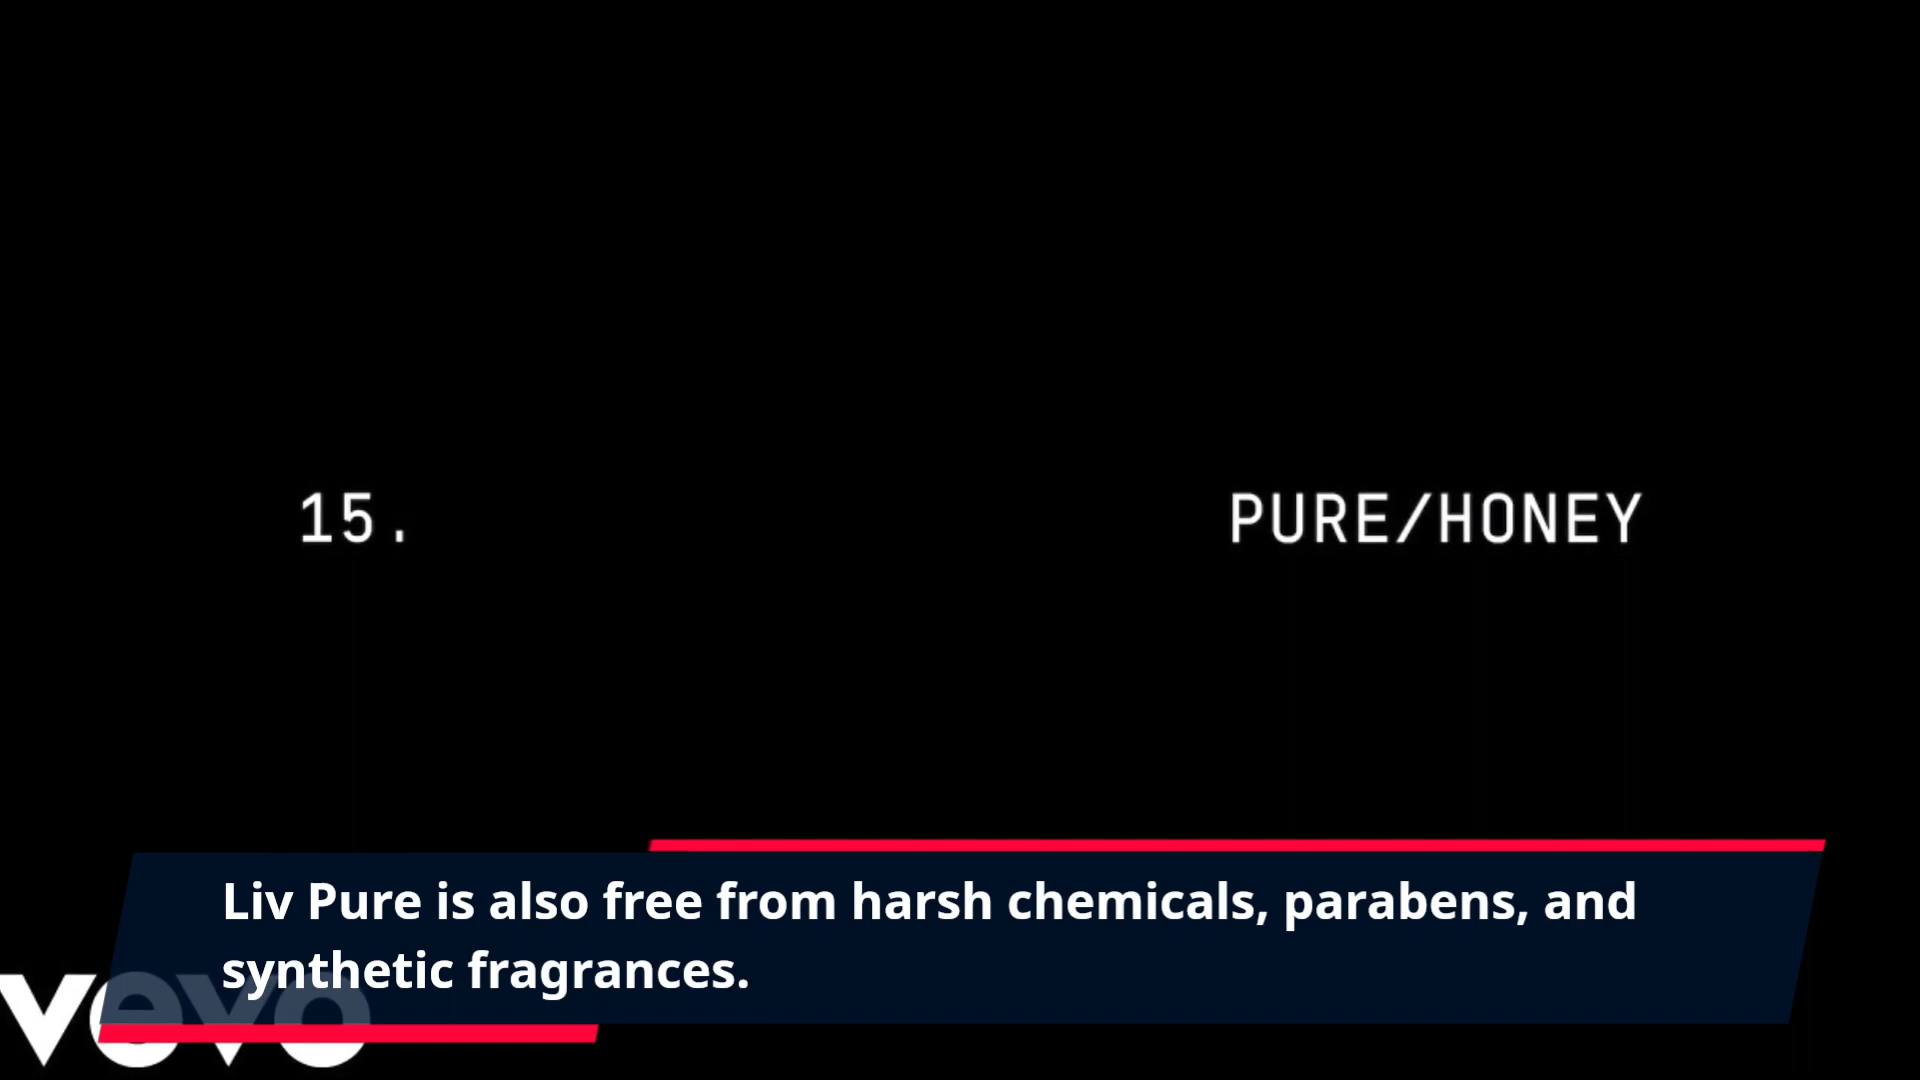 15. PURE/HONEY
Liv Pure is also free from harsh chemicals, parabens, and
synthetic fragrances.
vevo